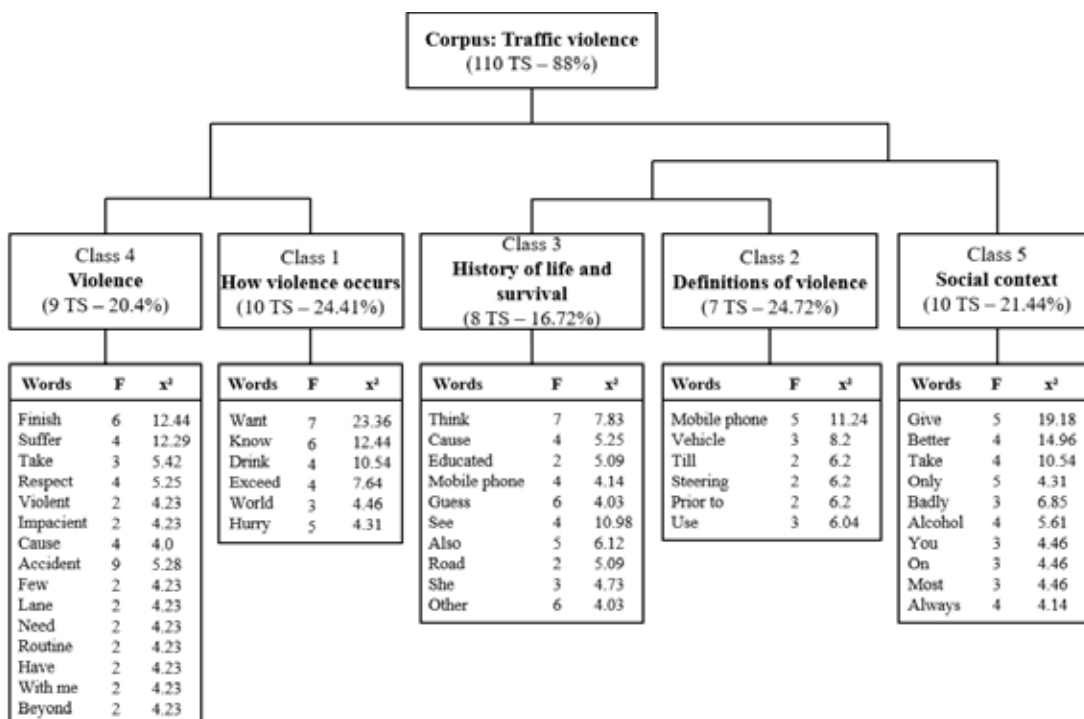 Corpus: Traffic violence
(110 TS – 88%)
Class 4
Violence
(9 TS – 20.4%)
Words F x²
Finish 6 12.44
Suffer 4 12.29
Take 3 5.42
Respect 4 5.25
Violent 2 4.23
Impacient 2 4.23
Cause 4 4.0
Accident 9 5.28
Few 2 4.23
Lane 2 4.23
Need 2 4.23
Routine 2 4.23
Have 2 4.23
With me 2 4.23
Beyond 2 4.23
Class 1
How violence occurs
(10 TS – 24.41%)
Words F x²
Want 7 23.36
Know 6 12.44
Drink 4 10.54
Exceed 4 7.64
World 3 4.46
Hurry 5 4.31
Class 3
History of life and
survival
(8 TS – 16.72%)
Words F x²
Think 7 7.83
Cause 4 5.25
Educated 2 5.09
Mobile phone 4 4.14
Guess 6 4.03
See 4 10.98
Also 5 6.12
Road 2 5.09
She 3 4.73
Other 6 4.03
Class 2
Definitions of violence
(7 TS – 24.72%)
Words F x²
Mobile phone 5 11.24
Vehicle 3 8.2
Till 2 6.2
Steering 2 6.2
Prior to 2 6.2
Use 3 6.04
Class 5
Social context
(10 TS – 21.44%)
Words F x²
Give 5 19.18
Better 4 14.96
Take 4 10.54
Only 5 4.31
Badly 3 6.85
Alcohol 4 5.61
You 3 4.46
On 3 4.46
Most 3 4.46
Always 4 4.14